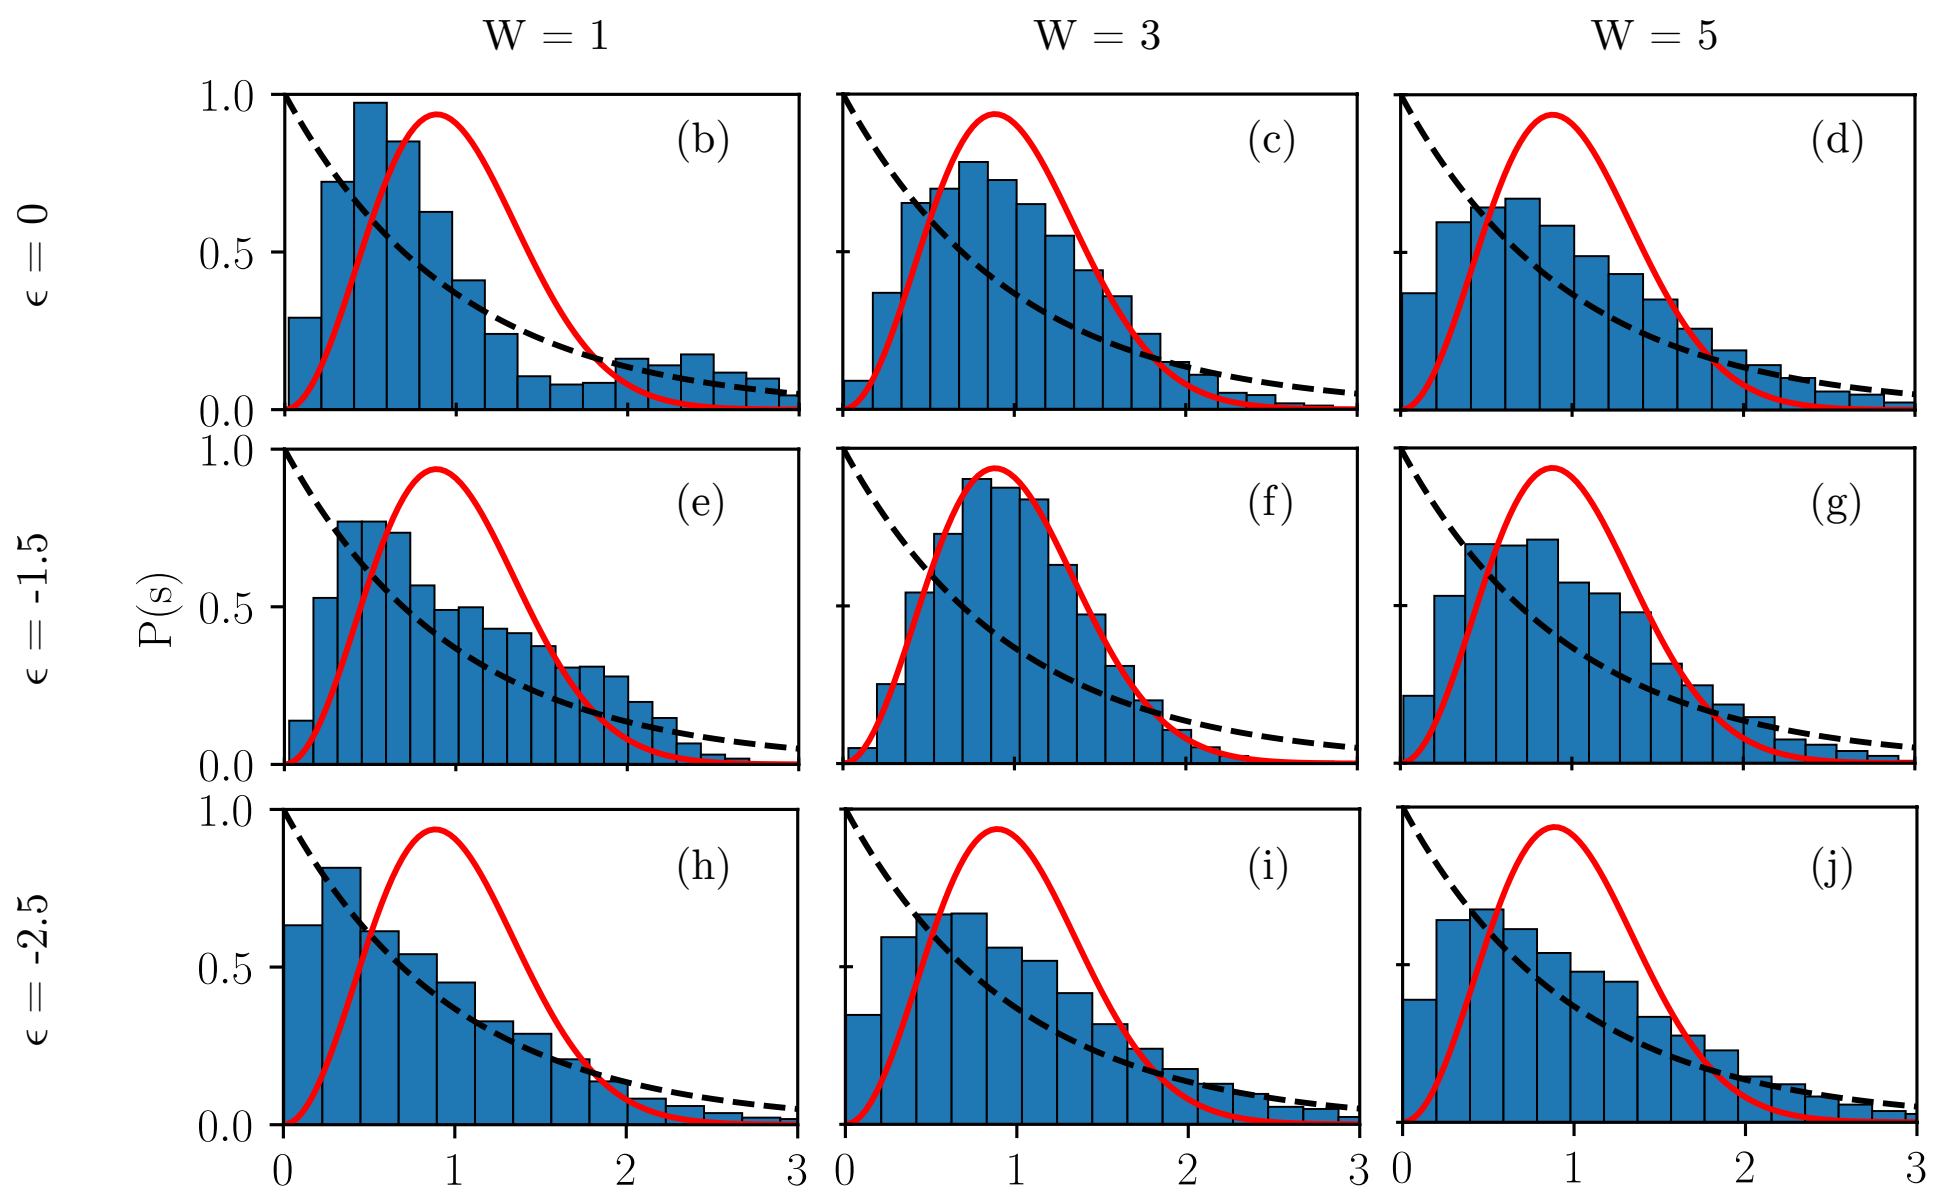 W = 1 W = 3 W = 5
ϵ = 0
1.0
0.5
0.0
(b) (c) (d)
ϵ = -1.5
P(s)
1.0
0.5
0.0
(e) (f) (g)
ϵ = -2.5
1.0
0.5
0.0
(h) (i) (j)
0 1 2 3 0 1 2 3 0 1 2 3